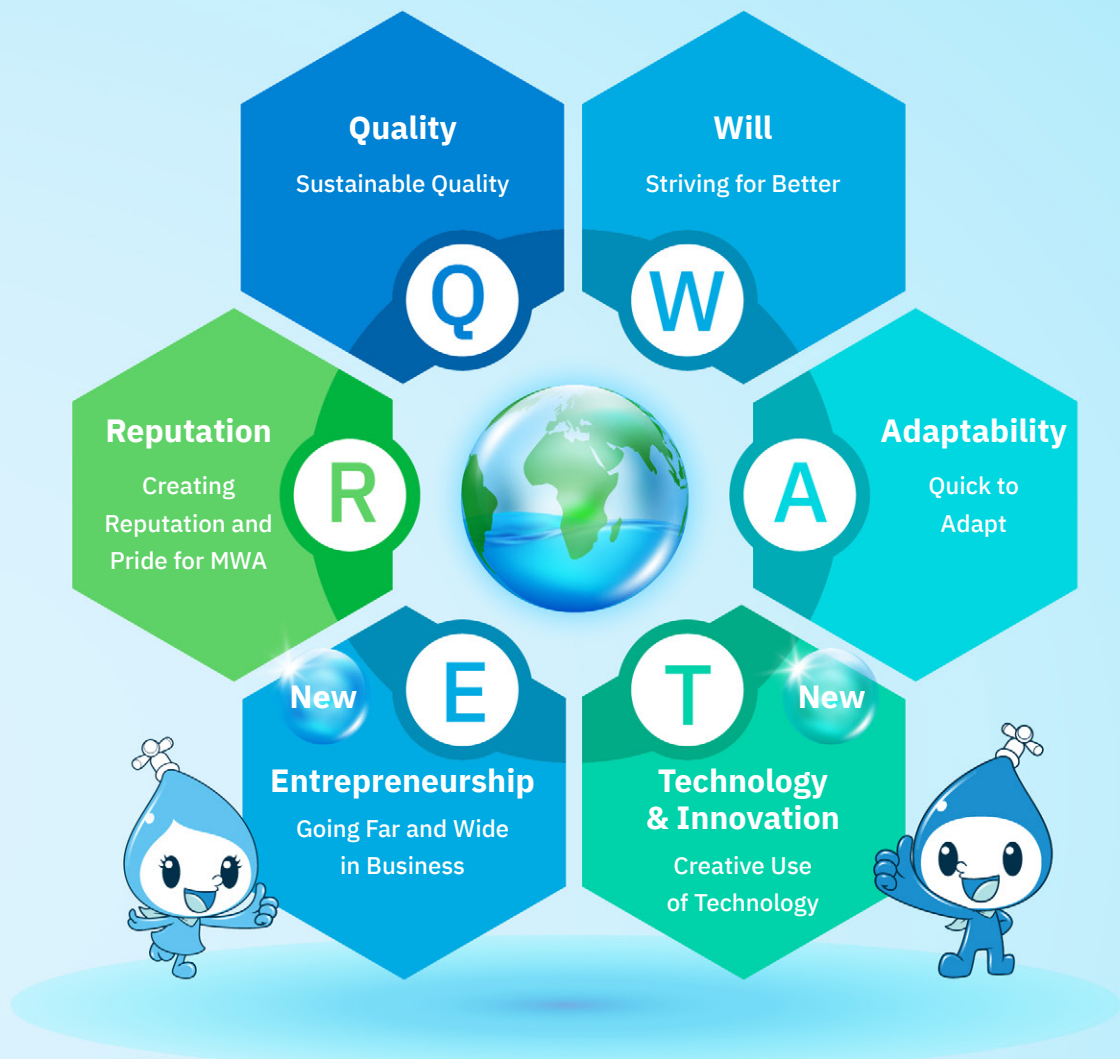 Quality
Sustainable Quality
Q
Will
Striving for Better
W
Reputation
Creating
Reputation and
Pride for MWA
R
Adaptability
Quick to
Adapt
A
New
E
Entrepreneurship
Going Far and Wide
in Business
T
New
Technology
& Innovation
Creative Use
of Technology